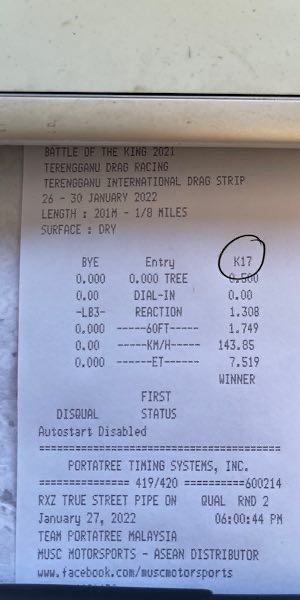 BATTLE OF THE KING 2021
TERENGGANU DRAG RACING
TERENGGANU INTERNATIONAL DRAG STRIP
26 - 30 JANUARY 2022
LENGTH : 201M - 1/8 MILES
SURFACE : DRY
BYE Entry K17
0.000 0.000 TREE 0.500
0.00 DIAL-IN 0.00
-LB3- REACTION 1.308
0.000 -----60FT----- 1.749
0.00 -----KM/H----- 143.85
0.000 ------ET------ 7.519
WINNER
FIRST
DISQUAL STATUS
Autostart Disabled
========================================
PORTATREE TIMING SYSTEMS, INC.
=============== 419/420 ==========600214
RXZ TRUE STREET PIPE ON QUAL RND 2
January 27, 2022 06:00:44 PM
TEAM PORTATREE MALAYSIA
MUSC MOTORSPORTS - ASEAN DISTRIBUTOR
www.facebook.com/muscmotorsports